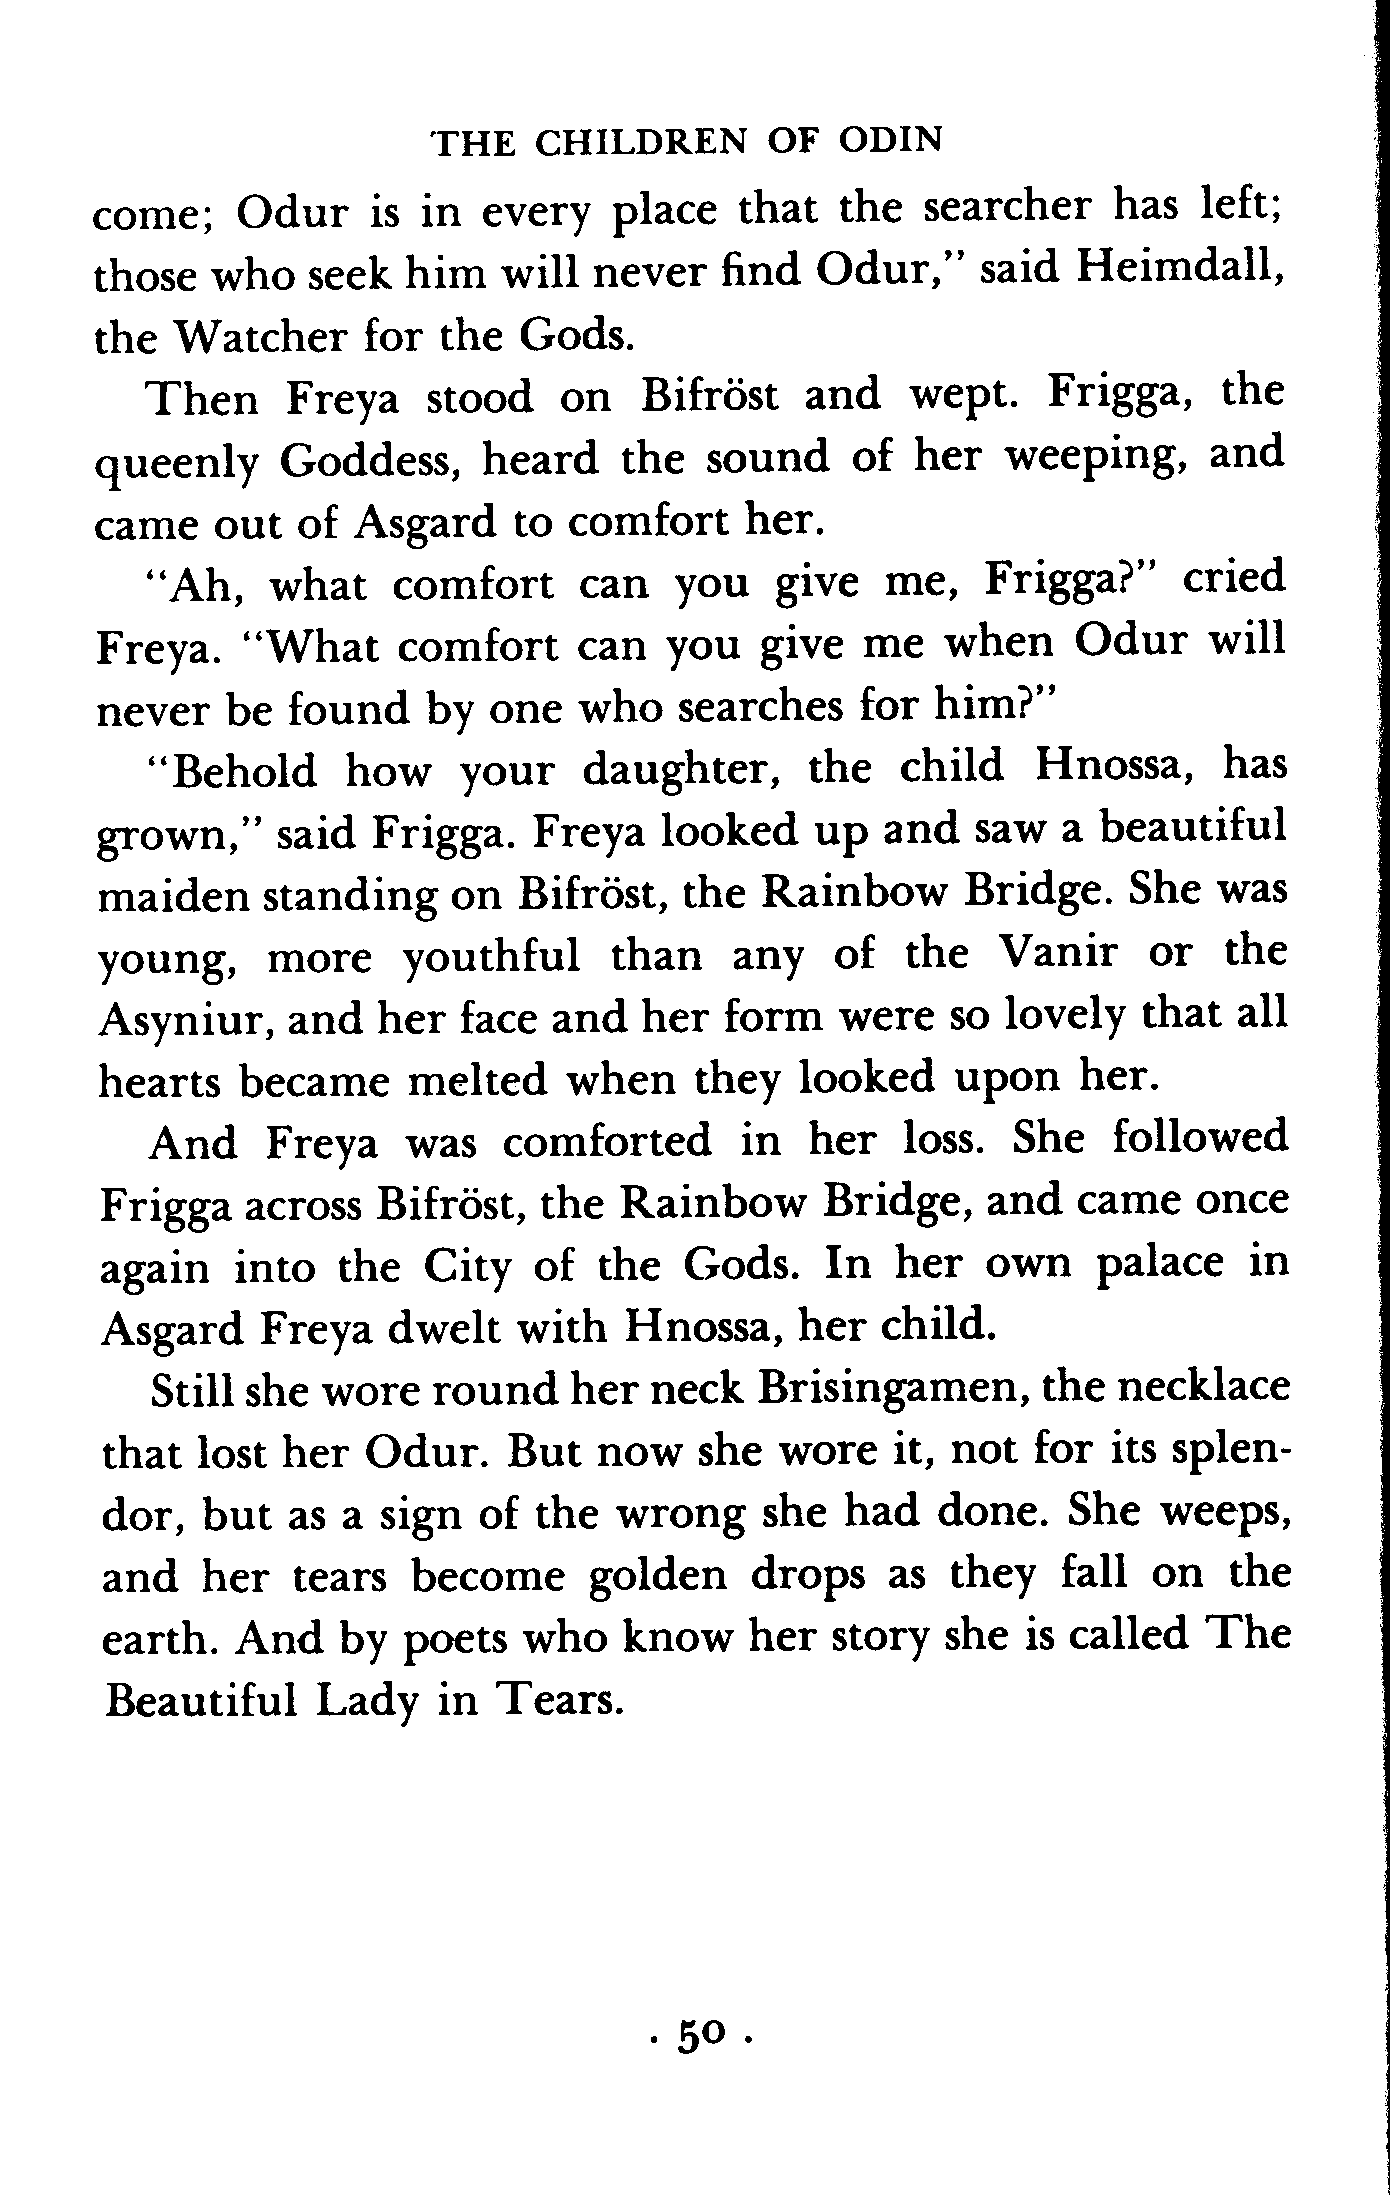 THE CHILDREN OF ODIN
come; Odur is in every place that the searcher has left;
those who seek him will never find Odur,” said Heimdall,
the Watcher for the Gods.
Then Freya stood on Bifröst and wept. Frigga, the
queenly Goddess, heard the sound of her weeping, and
came out of Asgard to comfort her.
“Ah, what comfort can you give me, Frigga?” cried
Freya. “What comfort can you give me when Odur will
never be found by one who searches for him?”
“Behold how your daughter, the child Hnossa, has
grown,” said Frigga. Freya looked up and saw a beautiful
maiden standing on Bifröst, the Rainbow Bridge. She was
young, more youthful than any of the Vanir or the
Asyniur, and her face and her form were so lovely that all
hearts became melted when they looked upon her.
And Freya was comforted in her loss. She followed
Frigga across Bifröst, the Rainbow Bridge, and came once
again into the City of the Gods. In her own palace in
Asgard Freya dwelt with Hnossa, her child.
Still she wore round her neck Brisingamen, the necklace
that lost her Odur. But now she wore it, not for its splen-
dor, but as a sign of the wrong she had done. She weeps,
and her tears become golden drops as they fall on the
earth. And by poets who know her story she is called The
Beautiful Lady in Tears.
· 50 ·